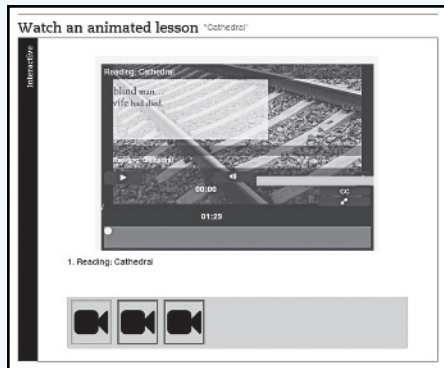 Watch an animated lesson "Cathedral"
Interactive
Reading: Cathedral
blind man...
wife had died.
Reading: Cathedral
00:00
CC
01:29
1. Reading: Cathedral